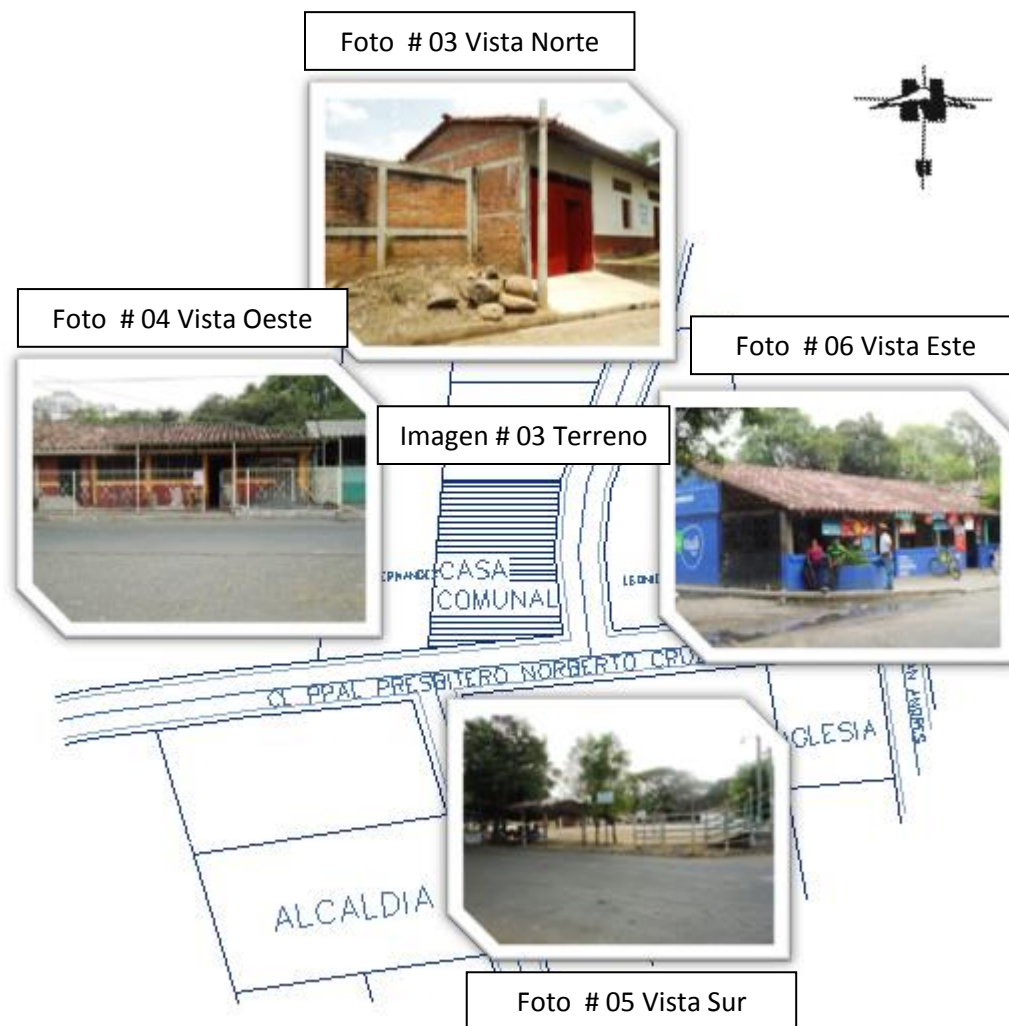 Foto # 03 Vista Norte
Foto # 04 Vista Oeste
Foto # 06 Vista Este
Imagen # 03 Terreno
CASA
COMUNAL
CL PPAL PRESBITERO NORBERTO
IGLESIA
ALCALDIA
Foto # 05 Vista Sur